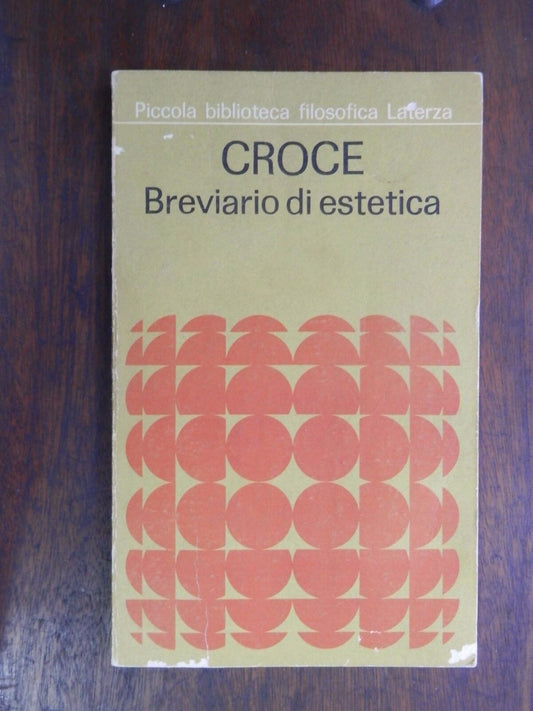 Piccola biblioteca filosofica Laterza
CROCE
Breviario di estetica